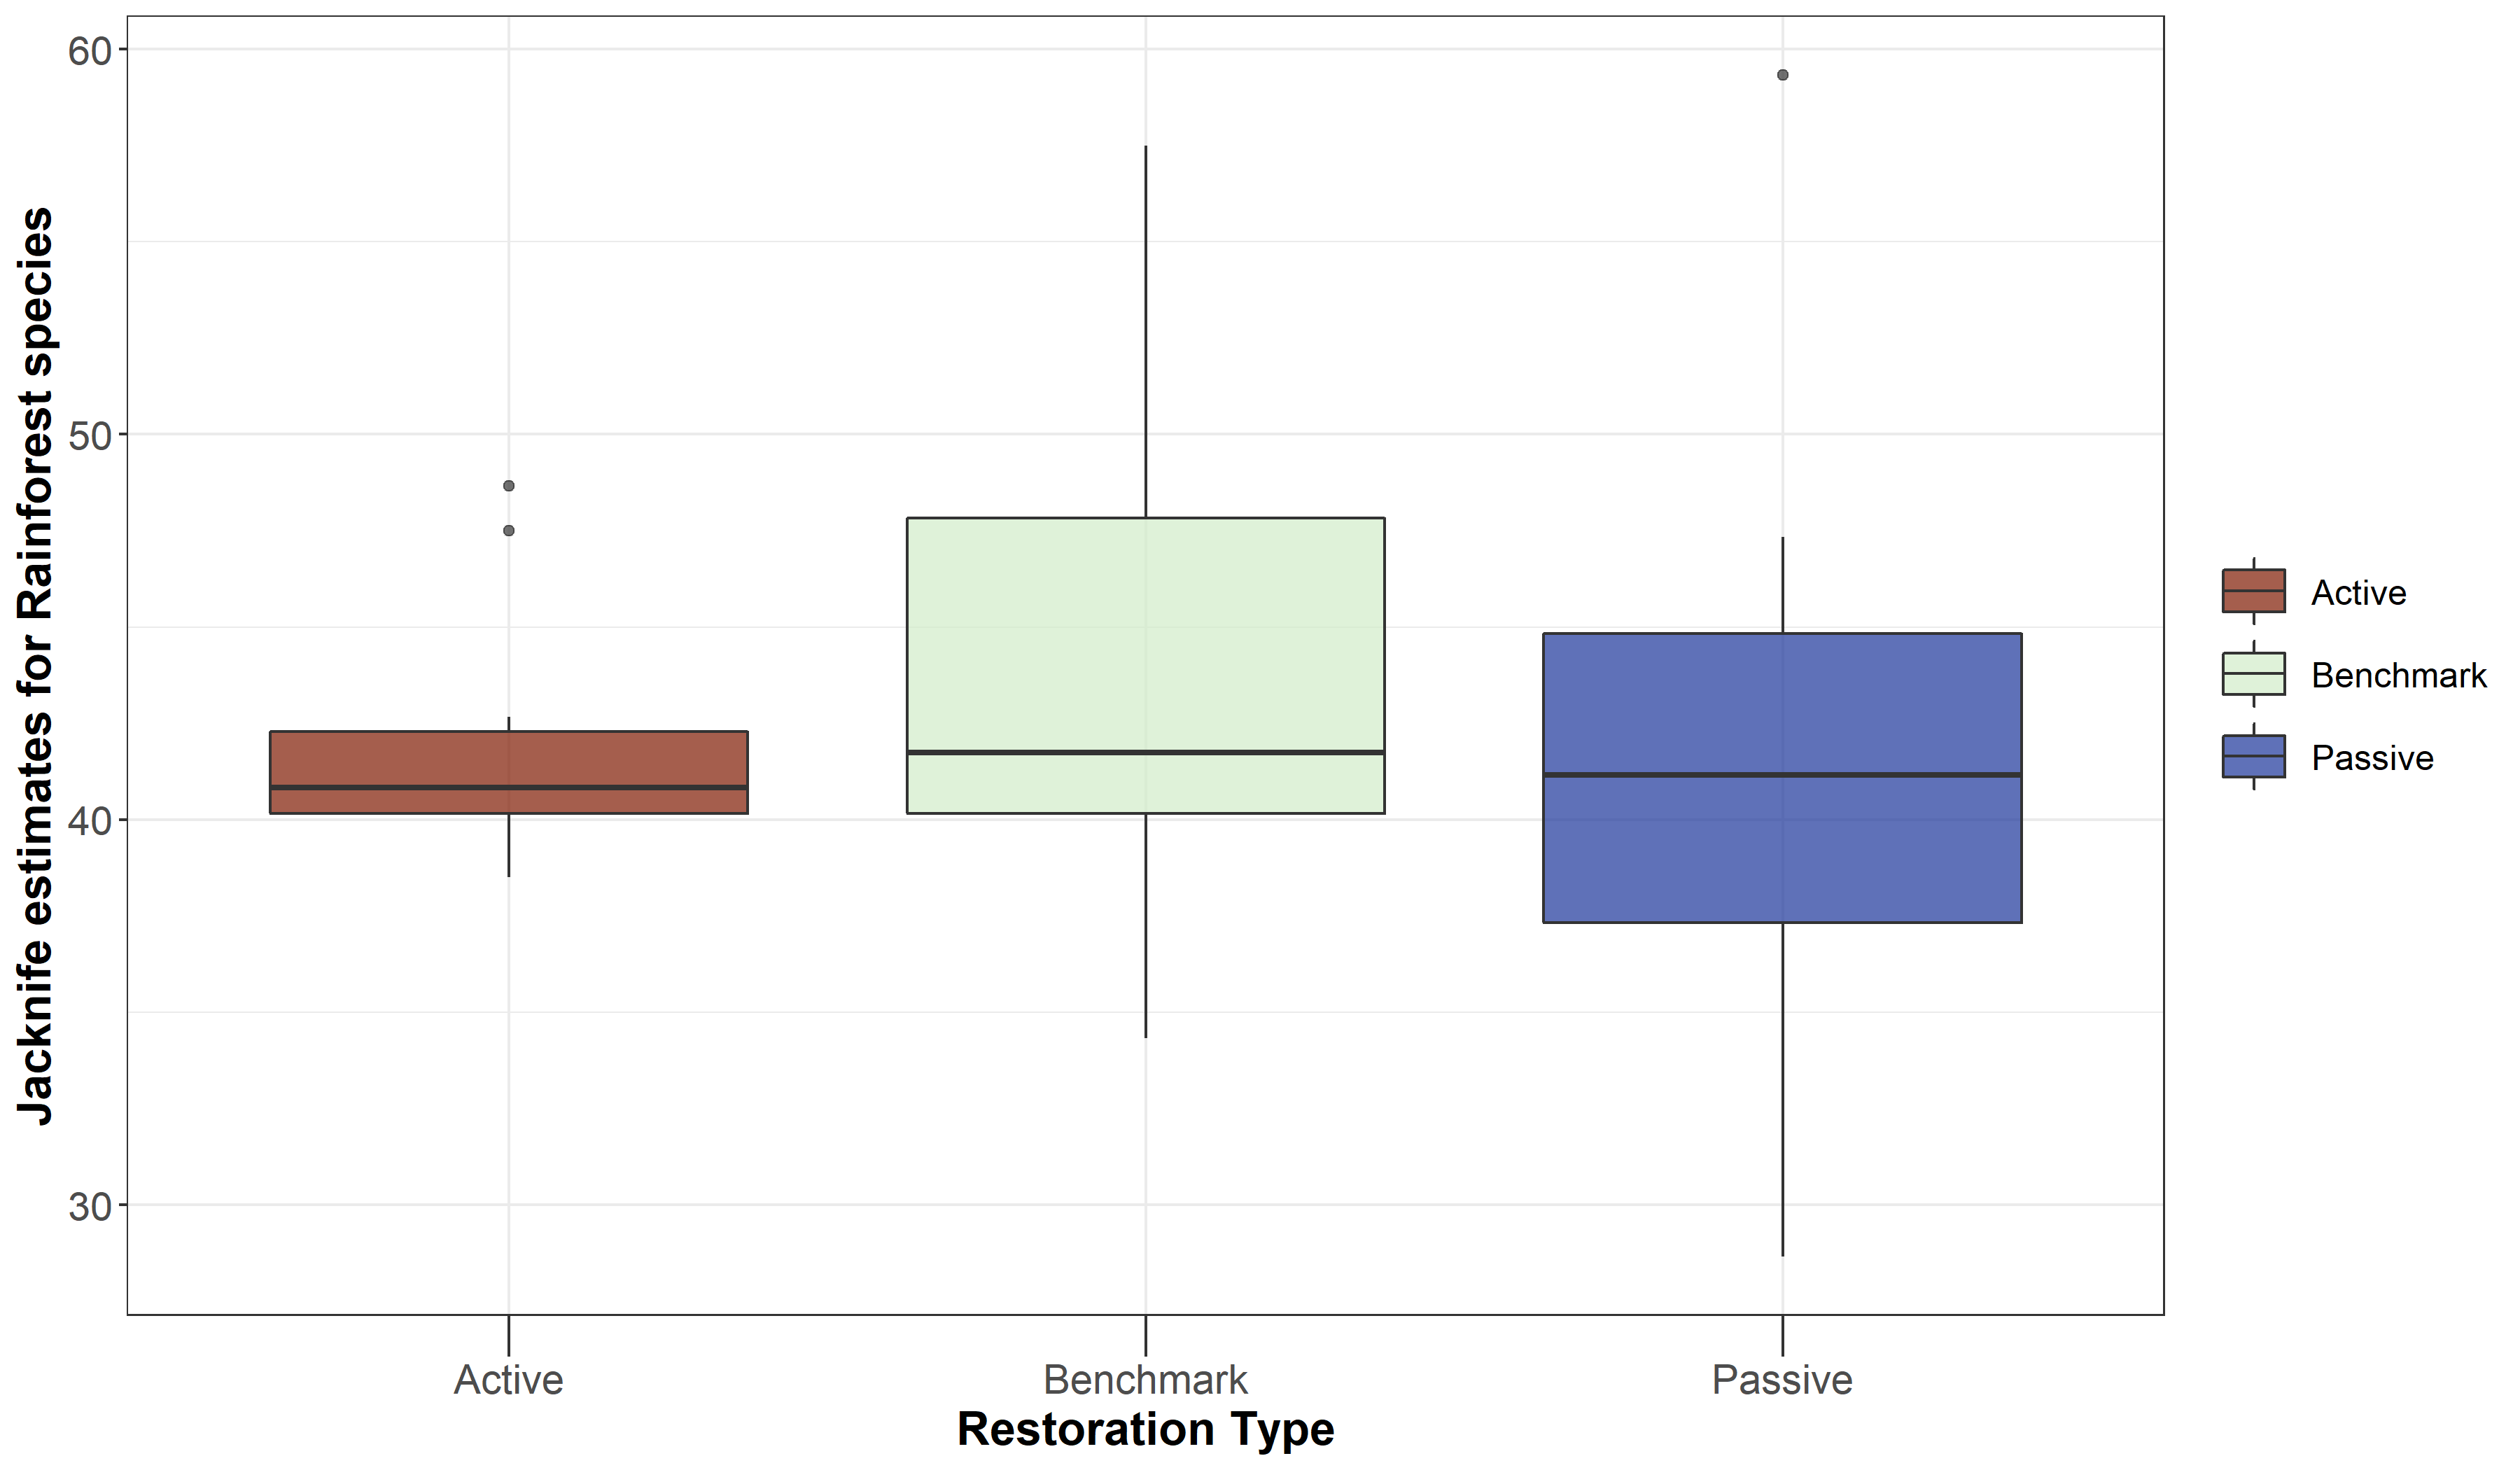 Jacknife estimates for Rainforest species
60
50
40
30
Active
Benchmark
Passive
Restoration Type
Active
Benchmark
Passive